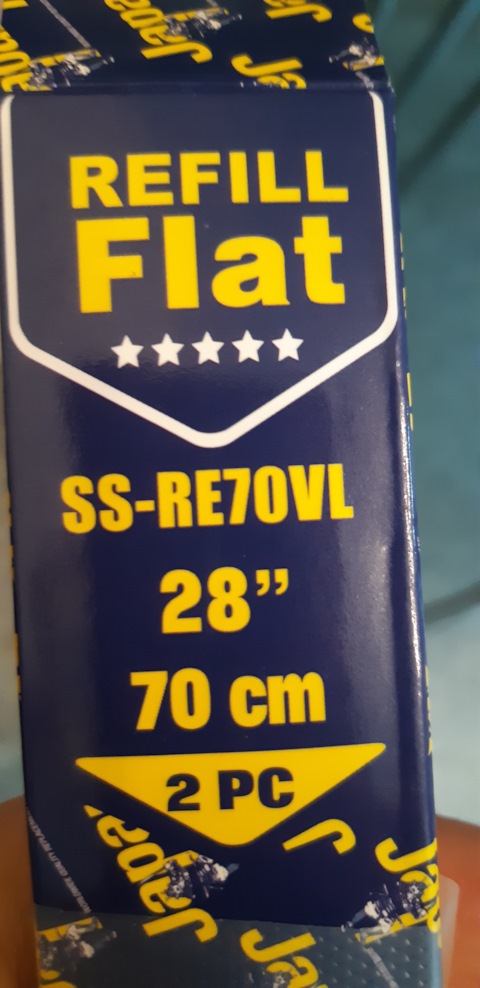 REFILL
Flat
SS-RE70VL
28”
70 cm
2 PC